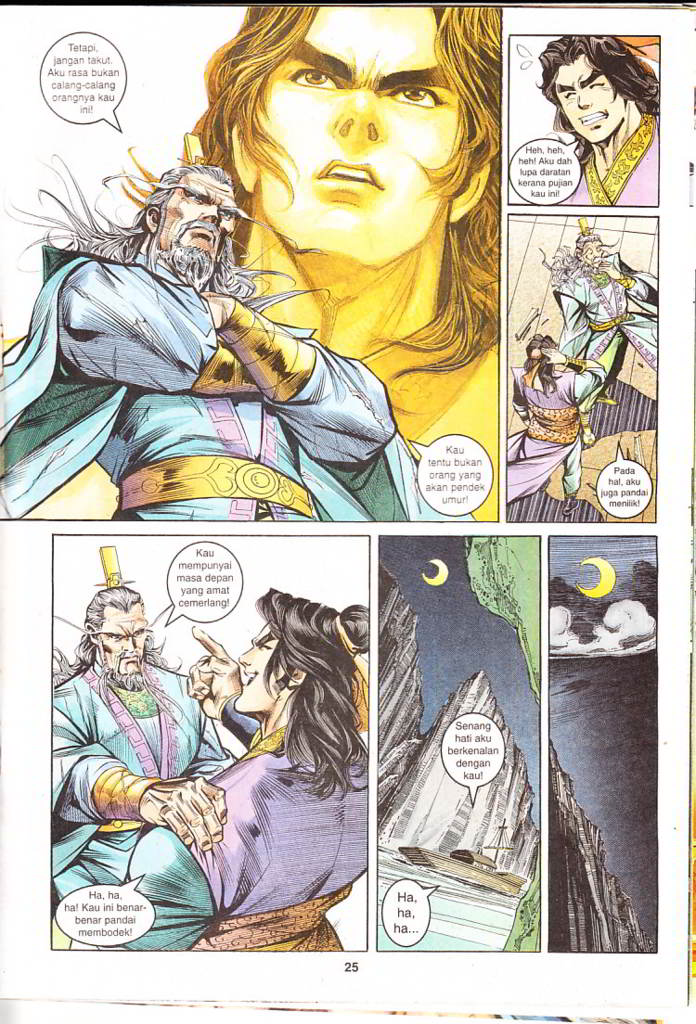 Tetapi,
jangan takut.
Aku rasa bukan
calang-calang
orangnya kau
ini!
Kau
tentu bukan
orang yang
akan pendek
umur!
Heh, heh,
heh! Aku dah
lupa daratan
kerana pujian
kau ini!
Pada
hal, aku
juga pandai
menilik!
Kau
mempunyai
masa depan
yang amat
cemerlang!
Ha, ha,
ha! Kau ini benar-
benar pandai
membodek!
Senang
hati aku
berkenalan
dengan
kau!
Ha,
ha,
ha...
25